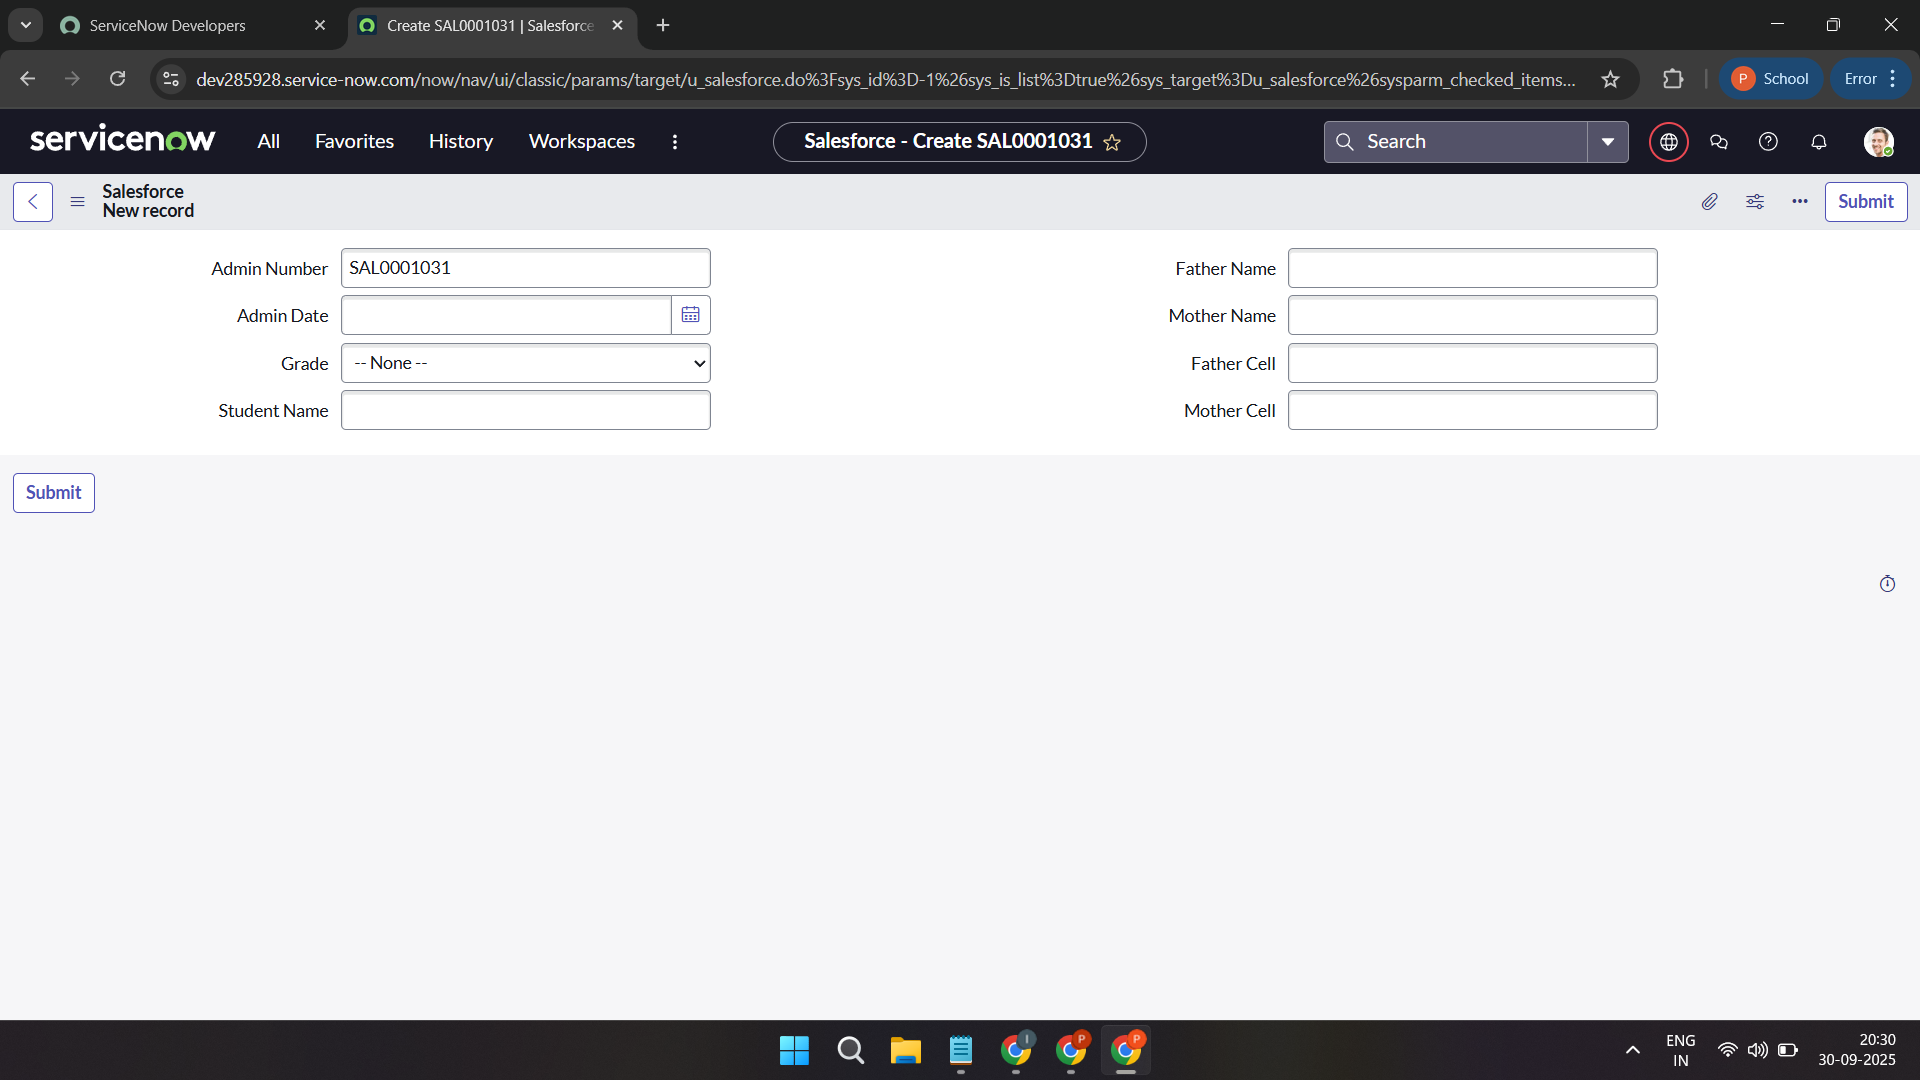 ServiceNow Developers
Create SAL0001031 | Salesforce
dev285928.service-now.com/now/nav/ui/classic/params/target/u_salesforce.do%3Fsys_id%3D-1%26sys_is_list%3Dtrue%26sys_target%3Du_salesforce%26sysparm_checked_items...
P School
Error
servicenow All Favorites History Workspaces
Salesforce - Create SAL0001031
Search
Salesforce
New record
Submit
Admin Number SAL0001031
Father Name
Admin Date
Mother Name
Grade -- None --
Father Cell
Student Name
Mother Cell
Submit
I P P
ENG
IN
20:30
30-09-2025